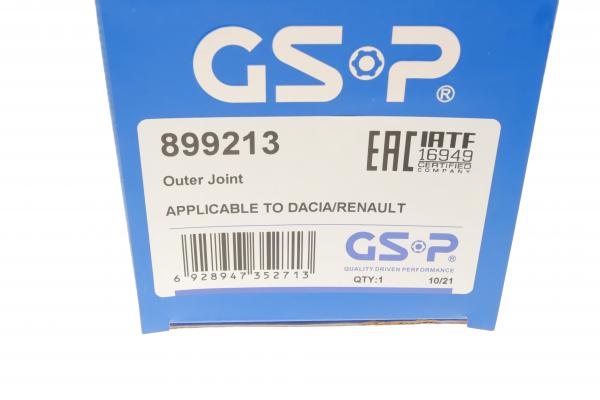 GSP®
899213
EAC IATF
16949
CERTIFIED
COMPANY
Outer Joint
APPLICABLE TO DACIA/RENAULT
GSP®
QUALITY DRIVEN PERFORMANCE
6 928947 352713
QTY:1 10/21